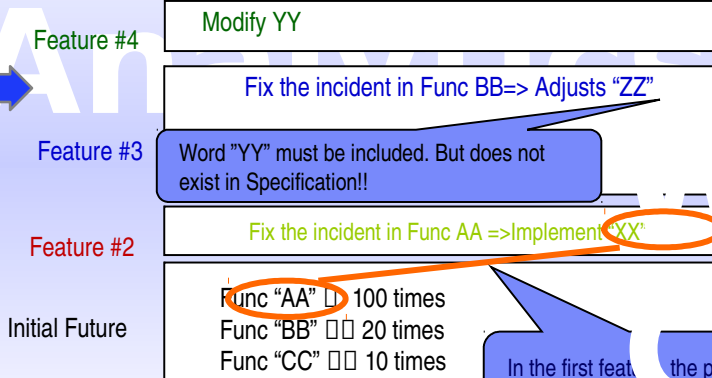 Feature #4
Modify YY
Fix the incident in Func BB=> Adjusts “ZZ”
Feature #3
Word ”YY” must be included. But does not
exist in Specification!!
Feature #2
Fix the incident in Func AA =>Implement “XX”
Initial Future
Func “AA” □ 100 times
Func “BB” □□ 20 times
Func “CC” □□ 10 times
In the first the